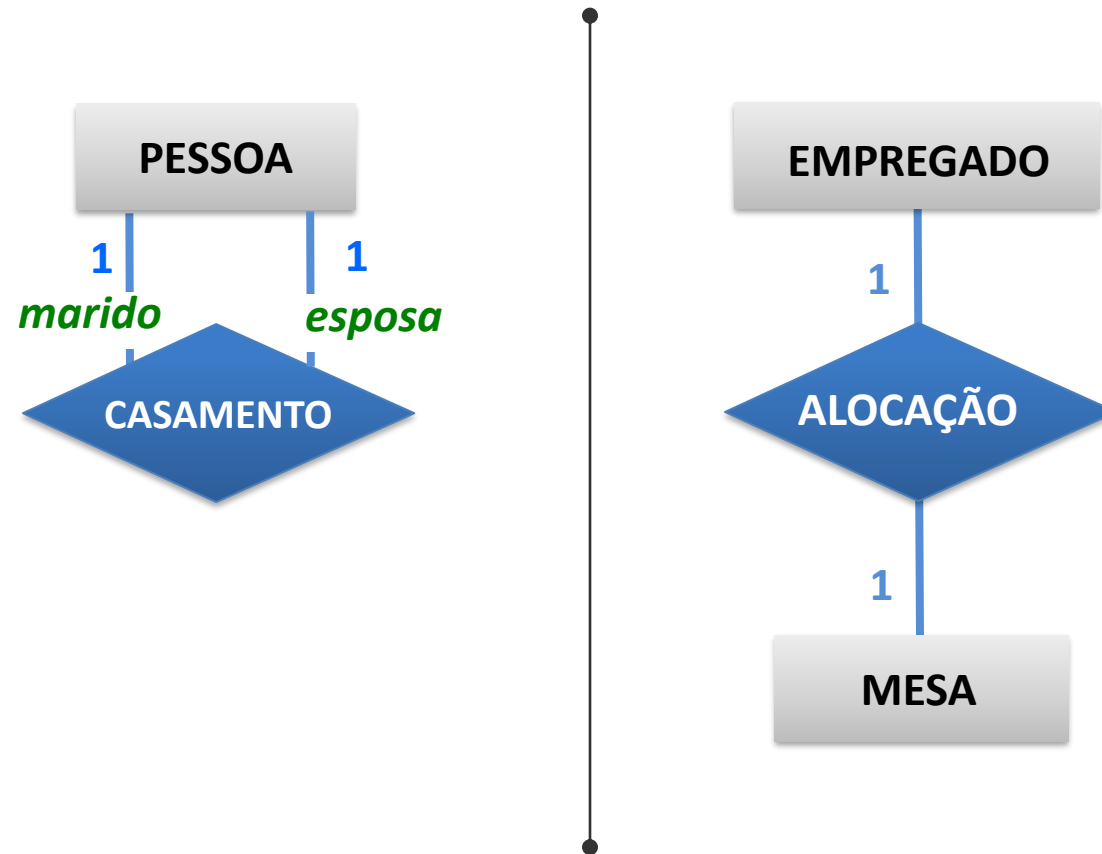 PESSOA
1
1
marido
esposa
CASAMENTO
EMPREGADO
1
ALOCAÇÃO
1
MESA